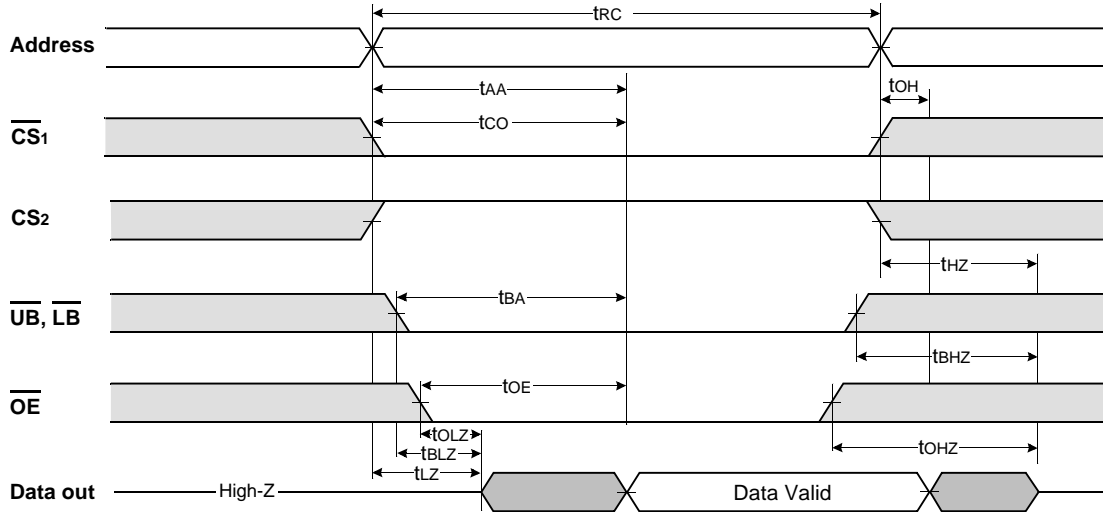 tRC
Address
tAA
tOH
tCO
CS1
CS2
tHZ
tBA
UB, LB
tBHZ
tOE
OE
tOLZ
tBLZ
tOHZ
tLZ
Data out
High-Z
Data Valid